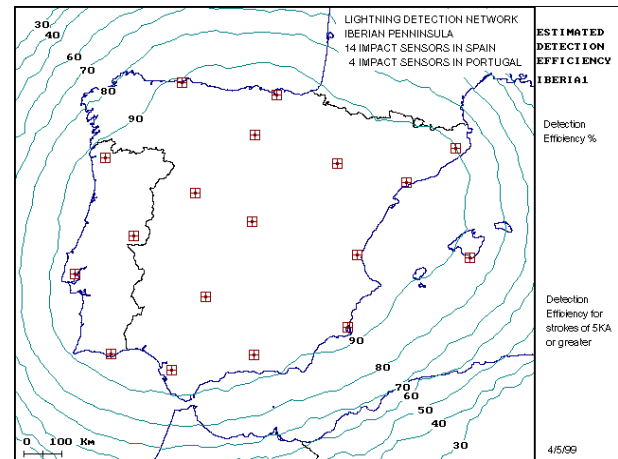 LIGHTNING DETECTION NETWORK
IBERIAN PENNINSULA
14 IMPACT SENSORS IN SPAIN
4 IMPACT SENSORS IN PORTUGAL
ESTIMATED
DETECTION
EFFICIENCY
IBERIA1
Detection
Efficiency %
Detection
Efficiency for
strokes of 5KA
or greater
4/5/99
30
40
60
70
80
90
90
80
70
60
50
40
30
0 100 Km